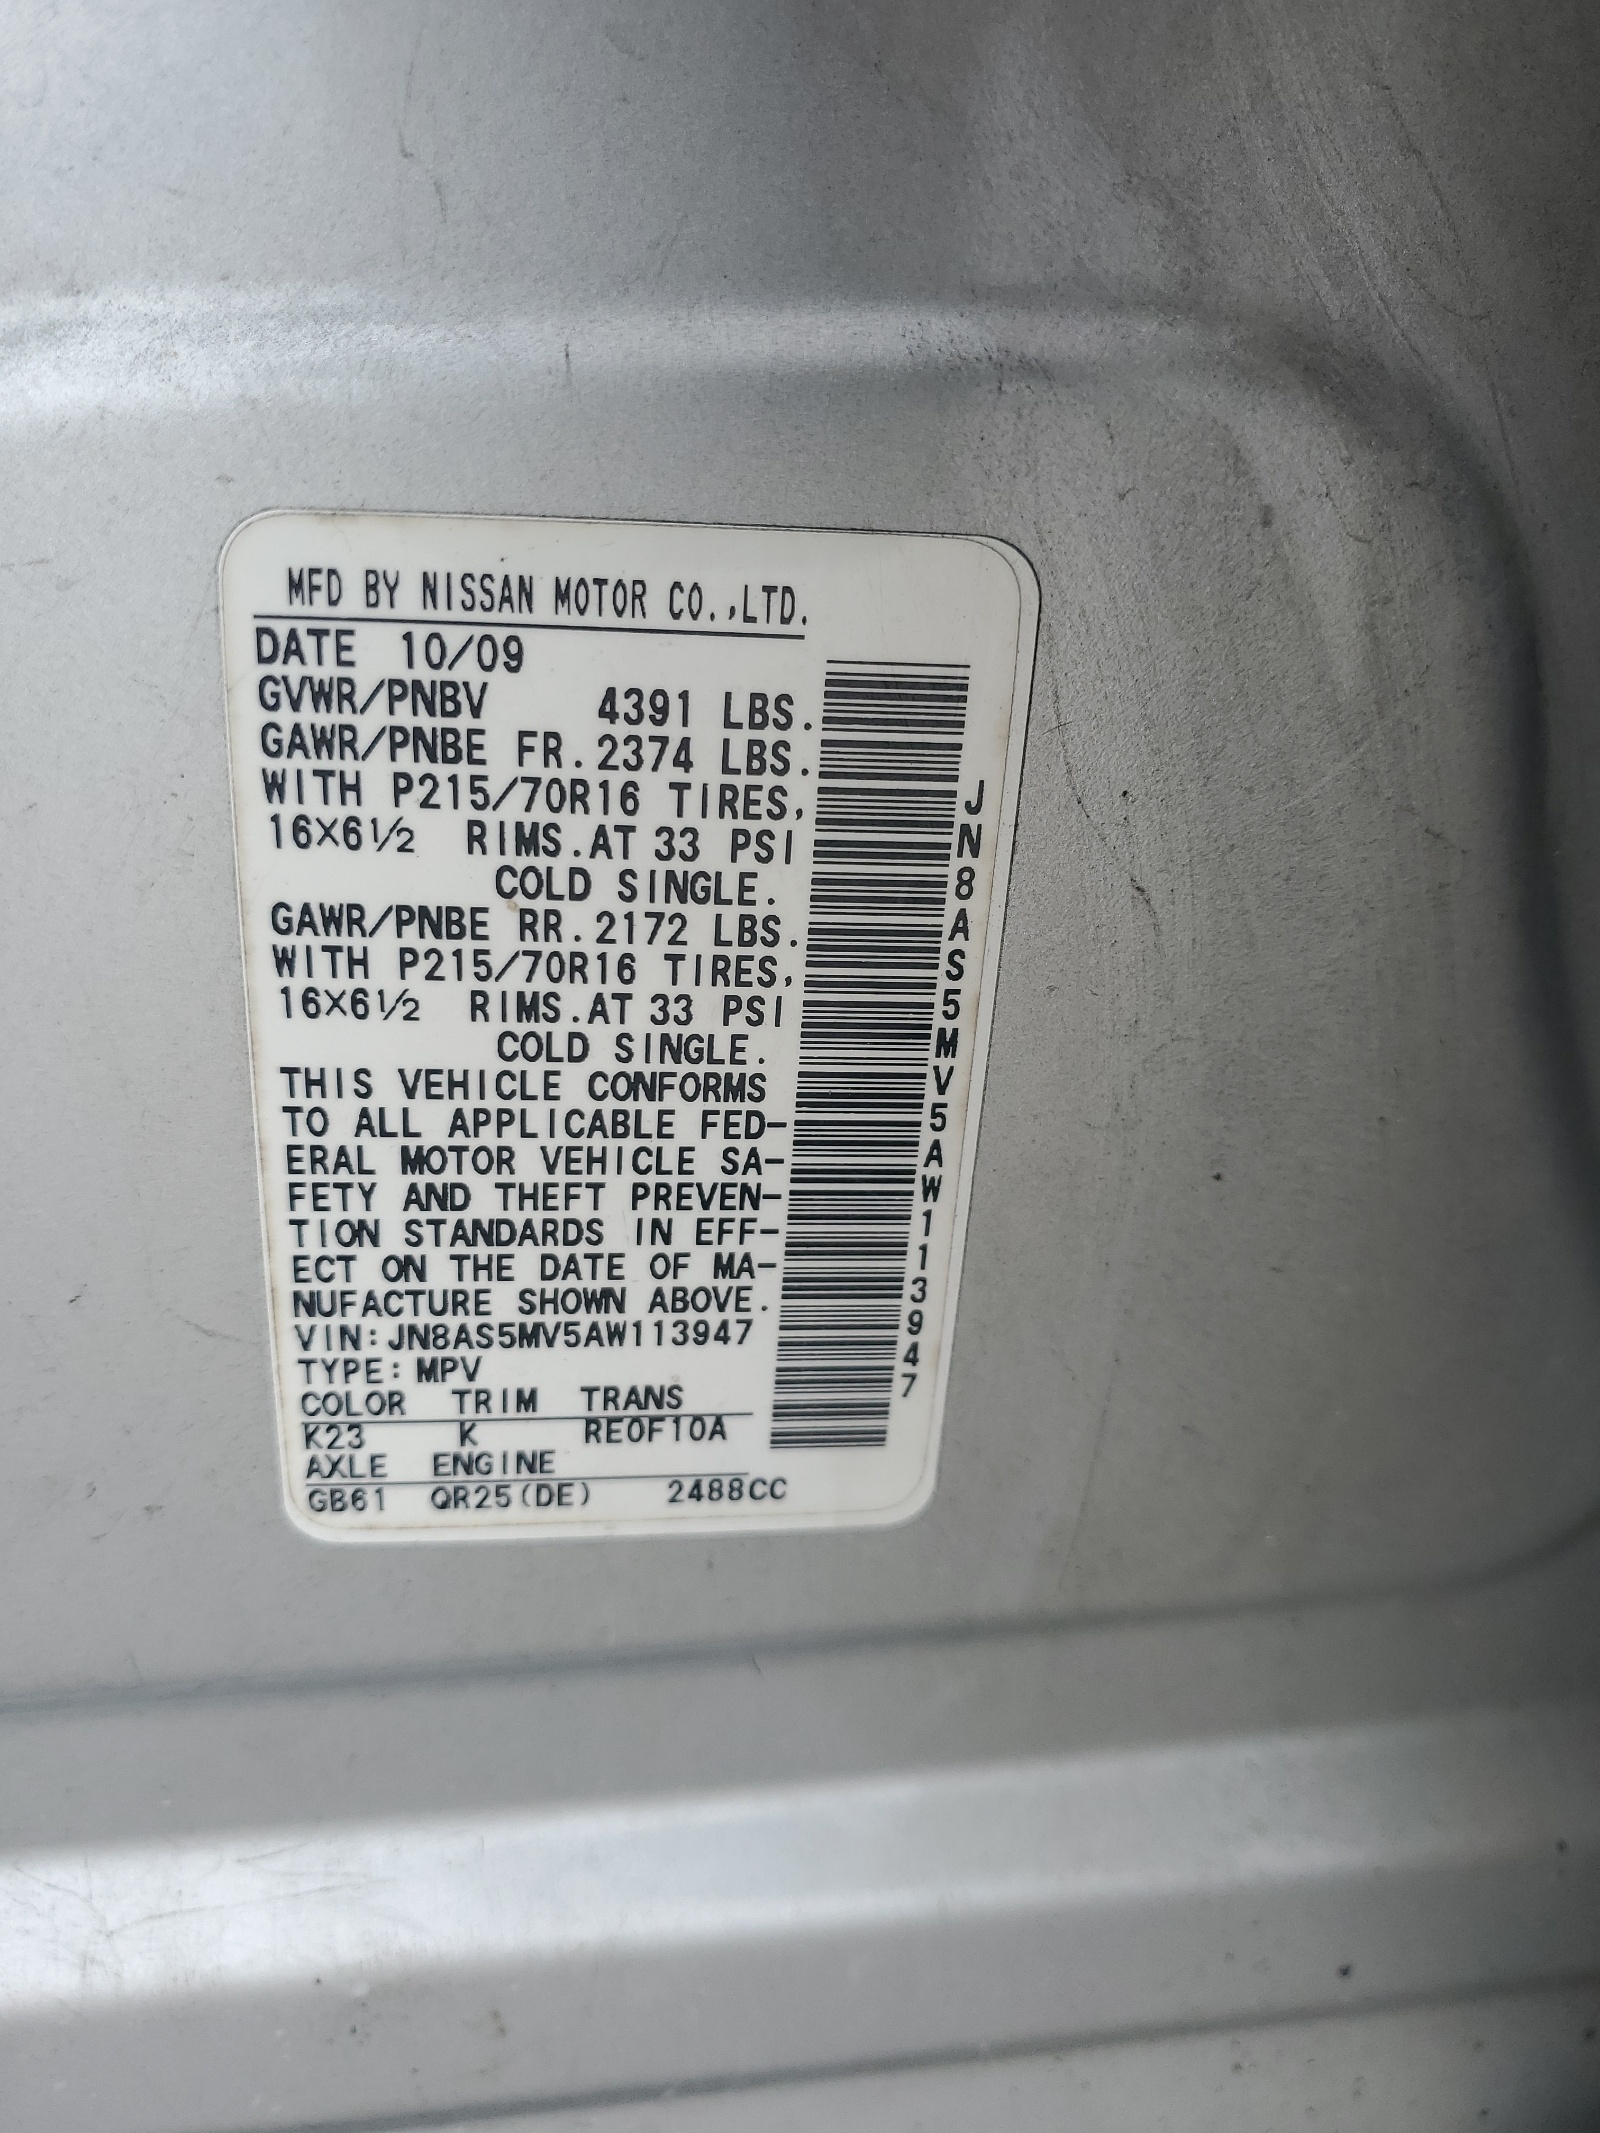 MFD BY NISSAN MOTOR CO.,LTD.
DATE 10/09
GVWR/PNBV 4391 LBS.
GAWR/PNBE FR.2374 LBS.
WITH P215/70R16 TIRES,
16X6½ RIMS.AT 33 PSI
COLD SINGLE.
GAWR/PNBE RR.2172 LBS.
WITH P215/70R16 TIRES,
16X6½ RIMS.AT 33 PSI
COLD SINGLE.
THIS VEHICLE CONFORMS
TO ALL APPLICABLE FED-
ERAL MOTOR VEHICLE SA-
FETY AND THEFT PREVEN-
TION STANDARDS IN EFF-
ECT ON THE DATE OF MA-
NUFACTURE SHOWN ABOVE.
VIN:JN8AS5MV5AW113947
TYPE:MPV
COLOR TRIM TRANS
K23 K RE0F10A
AXLE ENGINE
GB61 QR25(DE) 2488CC
JN8AS5MV5AW113947